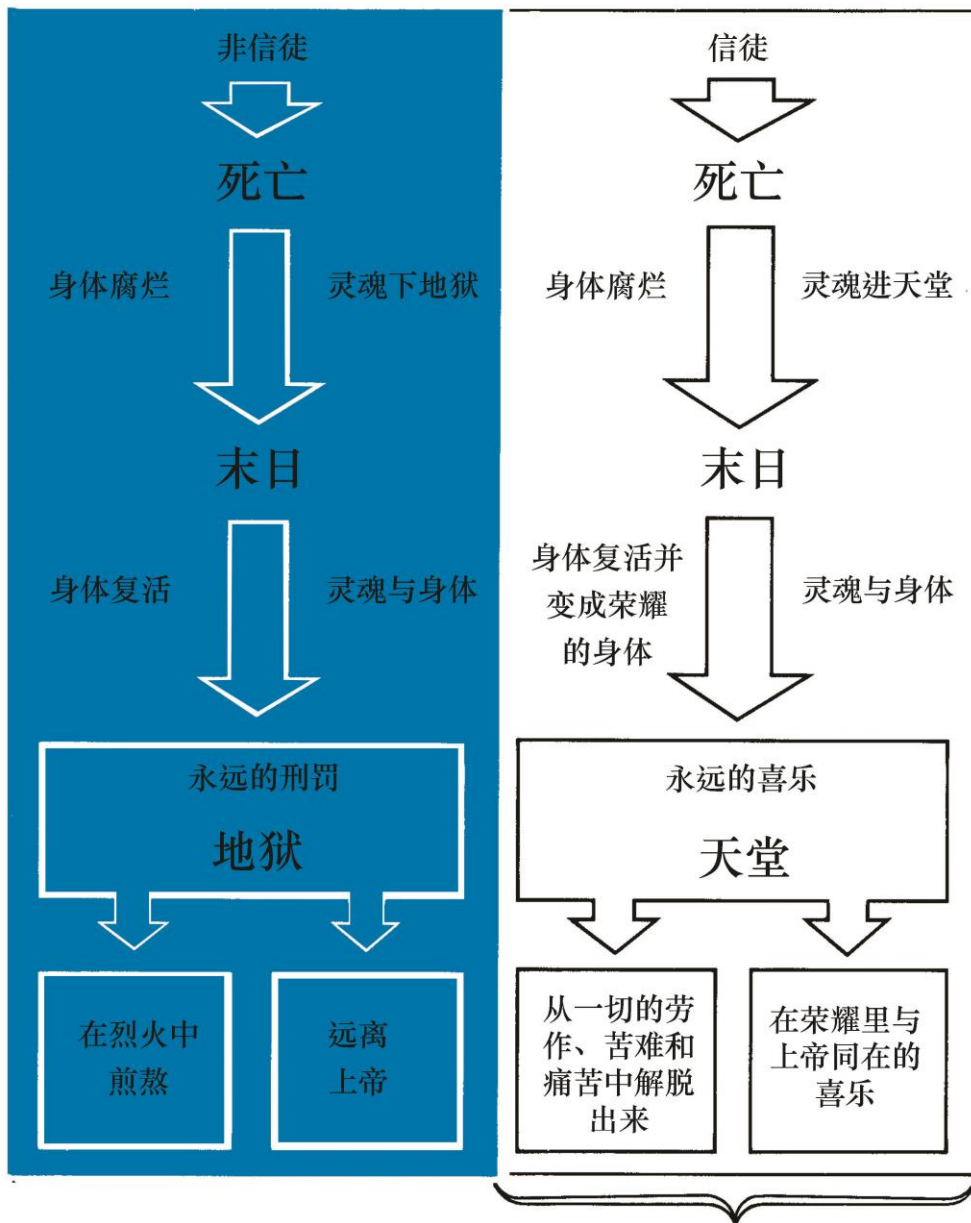 非信徒
死亡
身体腐烂
灵魂下地狱
末日
身体复活
灵魂与身体
永远的刑罚
地狱
在烈火中
煎熬
远离
上帝
信徒
死亡
身体腐烂
灵魂进天堂
末日
身体复活并
变成荣耀
的身体
灵魂与身体
永远的喜乐
天堂
从一切的劳
作、苦难和
痛苦中解脱
出来
在荣耀里与
上帝同在的
喜乐